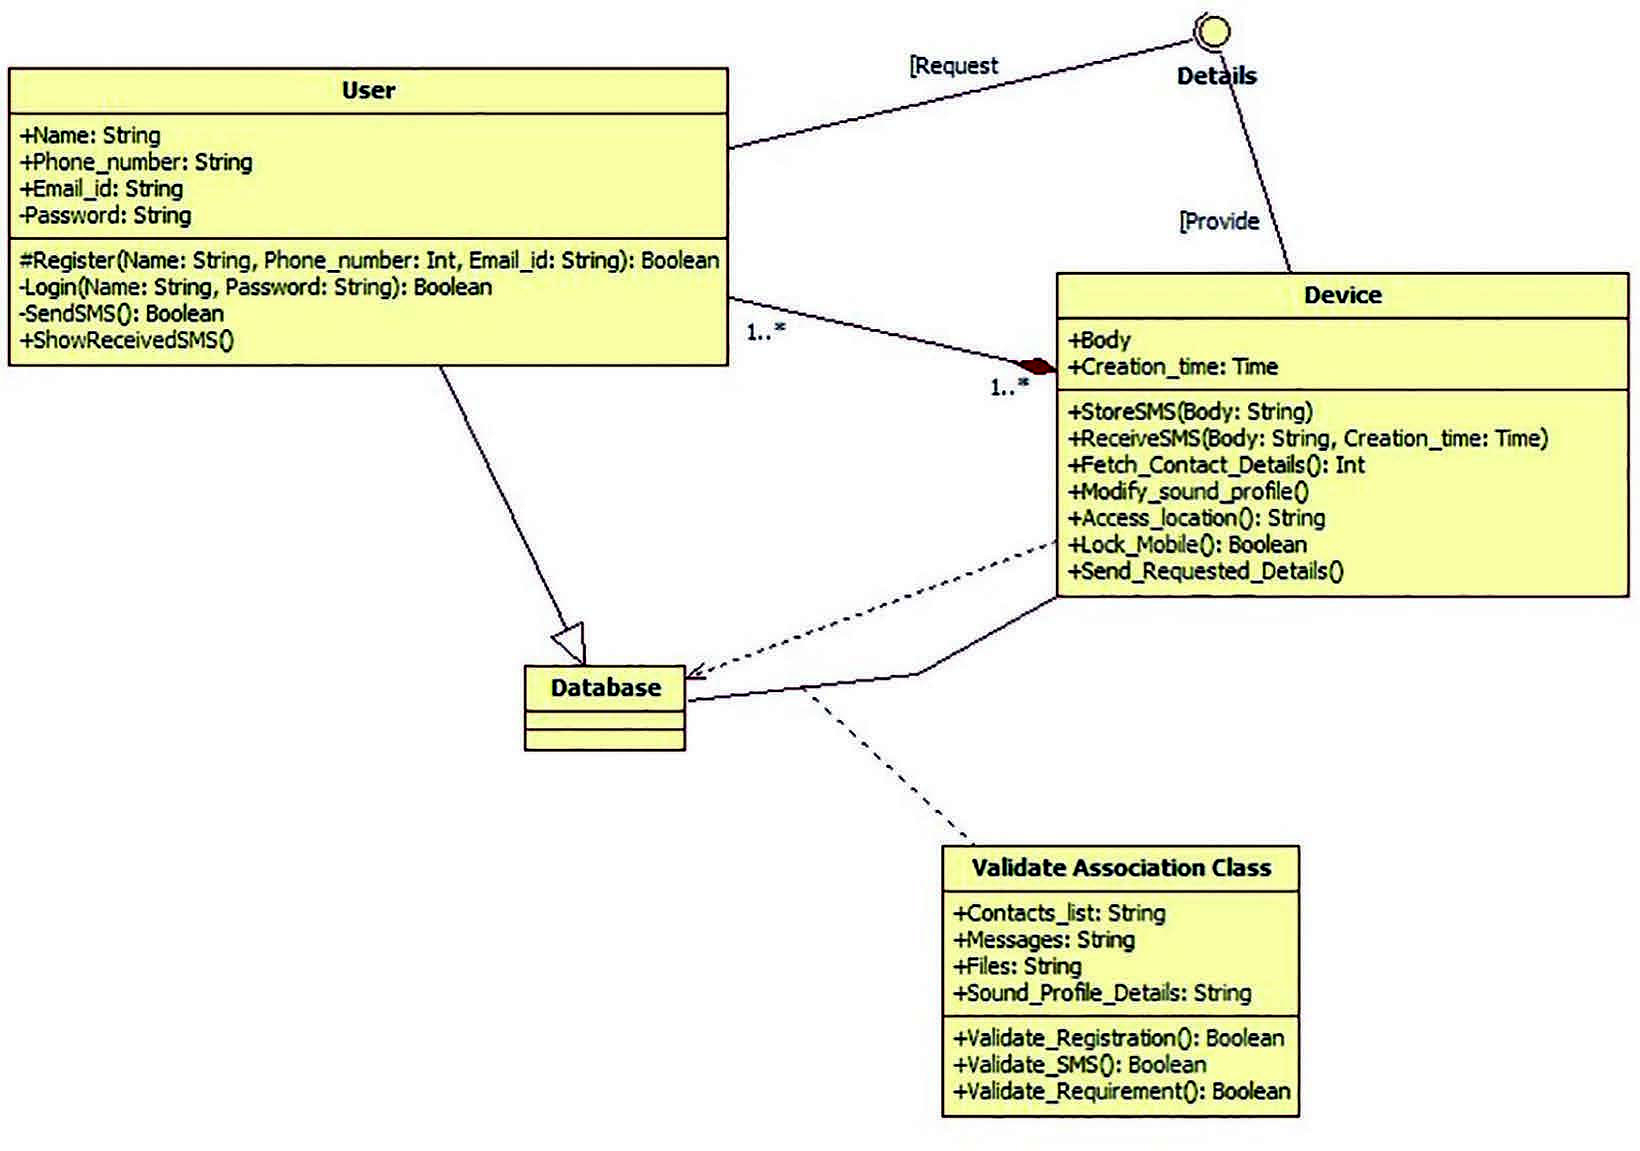 [Request
Details
User
+Name: String
+Phone_number: String
+Email_id: String
-Password: String
#Register(Name: String, Phone_number: Int, Email_id: String): Boolean
-Login(Name: String, Password: String): Boolean
-SendSMS(): Boolean
+ShowReceivedSMS()
[Provide
1..*
1..*
Device
+Body
+Creation_time: Time
+StoreSMS(Body: String)
+ReceiveSMS(Body: String, Creation_time: Time)
+Fetch_Contact_Details(): Int
+Modify_sound_profile()
+Access_location(): String
+Lock_Mobile(): Boolean
+Send_Requested_Details()
Database
Validate Association Class
+Contacts_list: String
+Messages: String
+Files: String
+Sound_Profile_Details: String
+Validate_Registration(): Boolean
+Validate_SMS(): Boolean
+Validate_Requirement(): Boolean